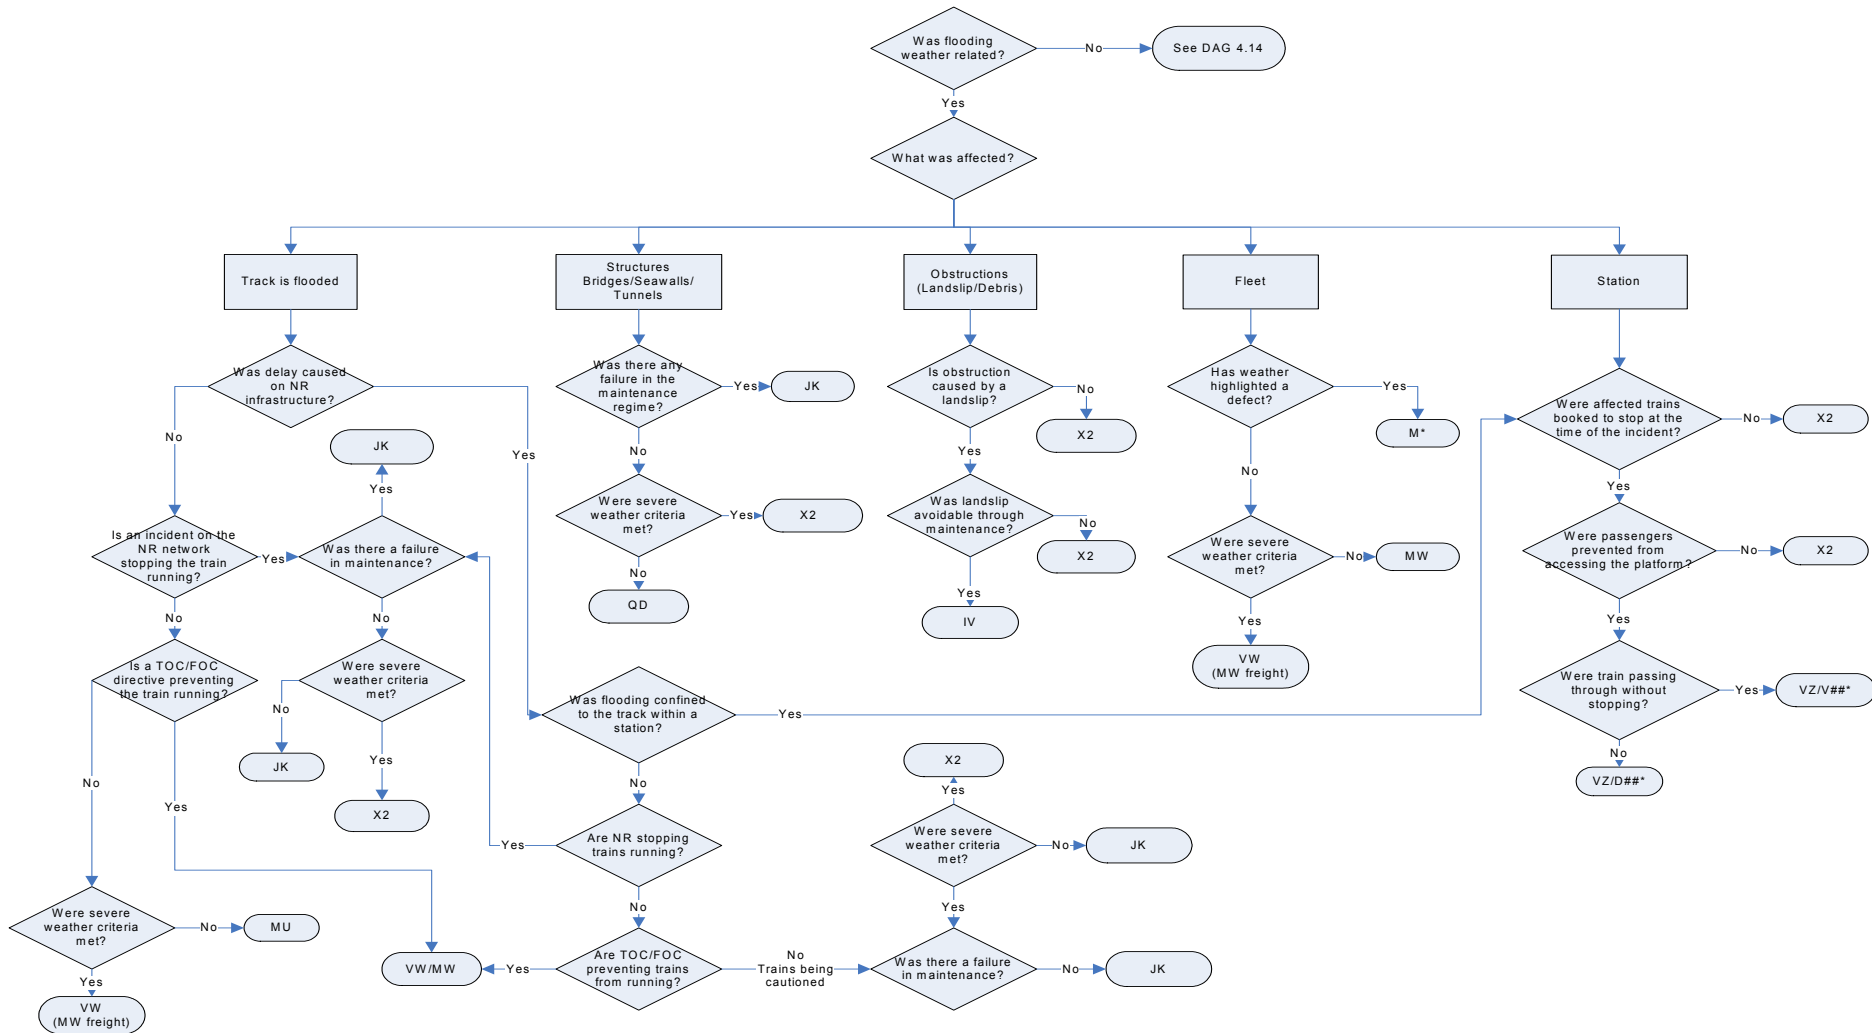 Was flooding
weather related?
No
See DAG 4.14
Yes
What was affected?
Track is flooded
Structures
Bridges/Seawalls/
Tunnels
Obstructions
(Landslip/Debris)
Fleet
Station
Was delay caused
on NR
infrastructure?
No
Yes
Was there any
failure in the
maintenance
regime?
Yes
JK
No
Is obstruction
caused by a
landslip?
No
X2
Yes
Has weather
highlighted a
defect?
Yes
M*
No
Were affected trains
booked to stop at the
time of the incident?
No
X2
Yes
JK
Yes
Is an incident on the
NR network
stopping the train
running?
Yes
No
Was there a failure
in maintenance?
No
Were severe
weather criteria
met?
Yes
X2
No
QD
Was landslip
avoidable through
maintenance?
No
X2
Yes
IV
Were severe
weather criteria
met?
No
MW
Yes
VW
(MW freight)
Were passengers
prevented from
accessing the platform?
No
X2
Yes
Is a TOC/FOC
directive preventing
the train running?
No
Yes
Were severe
weather criteria
met?
No
JK
Yes
X2
Was flooding confined
to the track within a
station?
Yes
No
Were train passing
through without
stopping?
Yes
VZ/V##*
No
VZ/D##*
Are NR stopping
trains running?
Yes
No
X2
Yes
Were severe
weather criteria
met?
No
JK
Yes
Were severe
weather criteria
met?
No
MU
Yes
VW
(MW freight)
VW/MW
Yes
Are TOC/FOC
preventing trains
from running?
No
Trains being
cautioned
Was there a failure
in maintenance?
No
JK